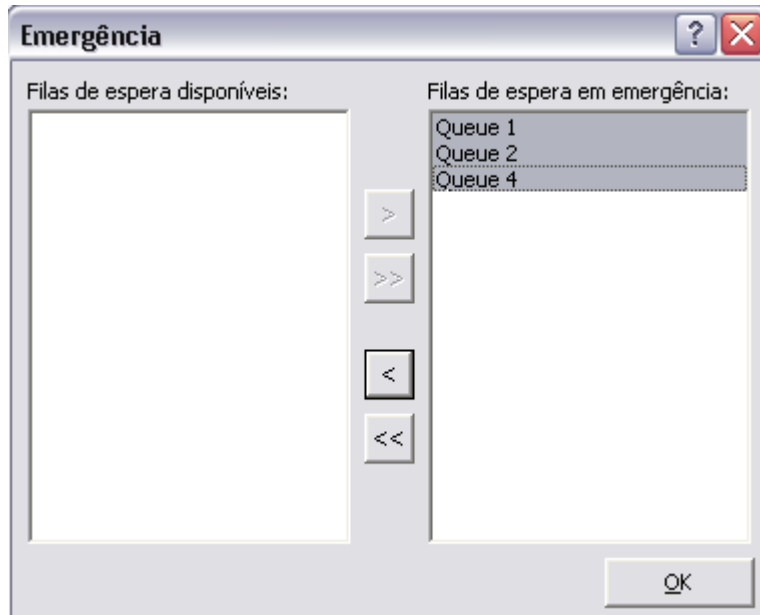 Emergência
Filas de espera disponíveis:
Filas de espera em emergência:
Queue 1
Queue 2
Queue 4
>
>>
<
<<
OK